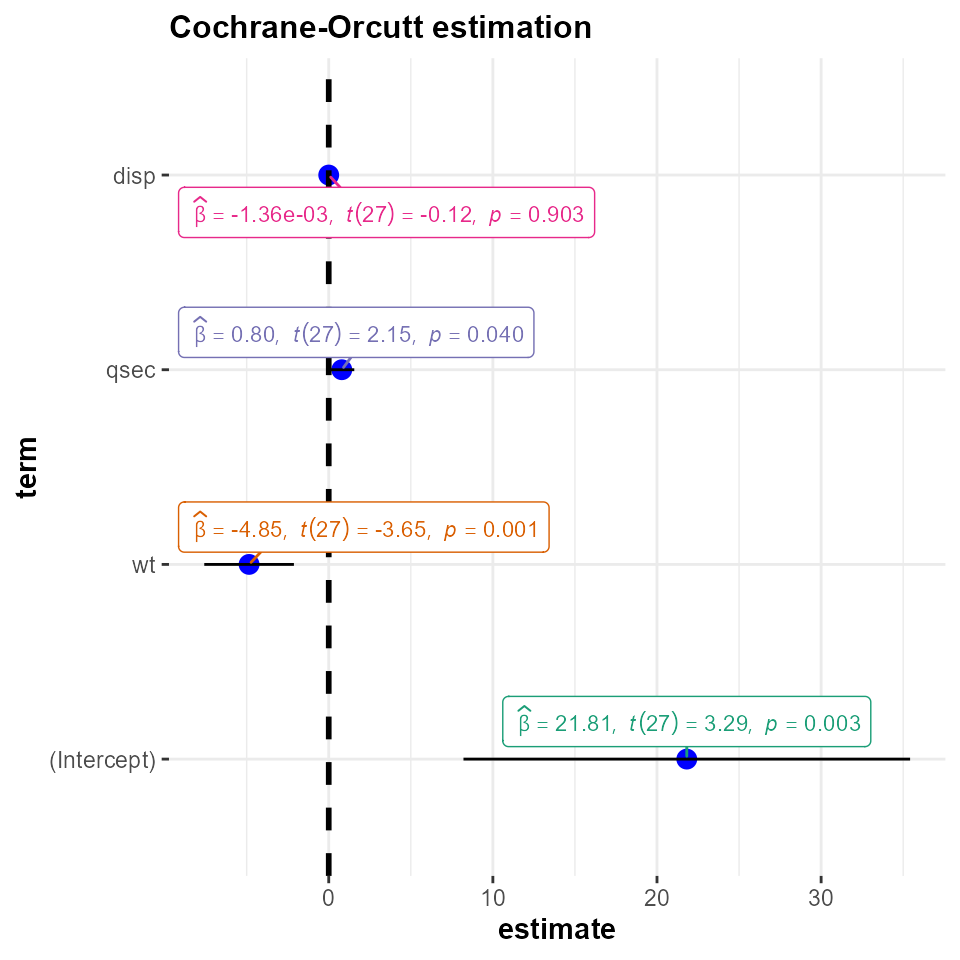 Cochrane-Orcutt estimation
disp
β̂ = -1.36e-03, t(27) = -0.12, p = 0.903
β̂ = 0.80, t(27) = 2.15, p = 0.040
qsec
term
β̂ = -4.85, t(27) = -3.65, p = 0.001
wt
β̂ = 21.81, t(27) = 3.29, p = 0.003
(Intercept)
0 10 20 30
estimate